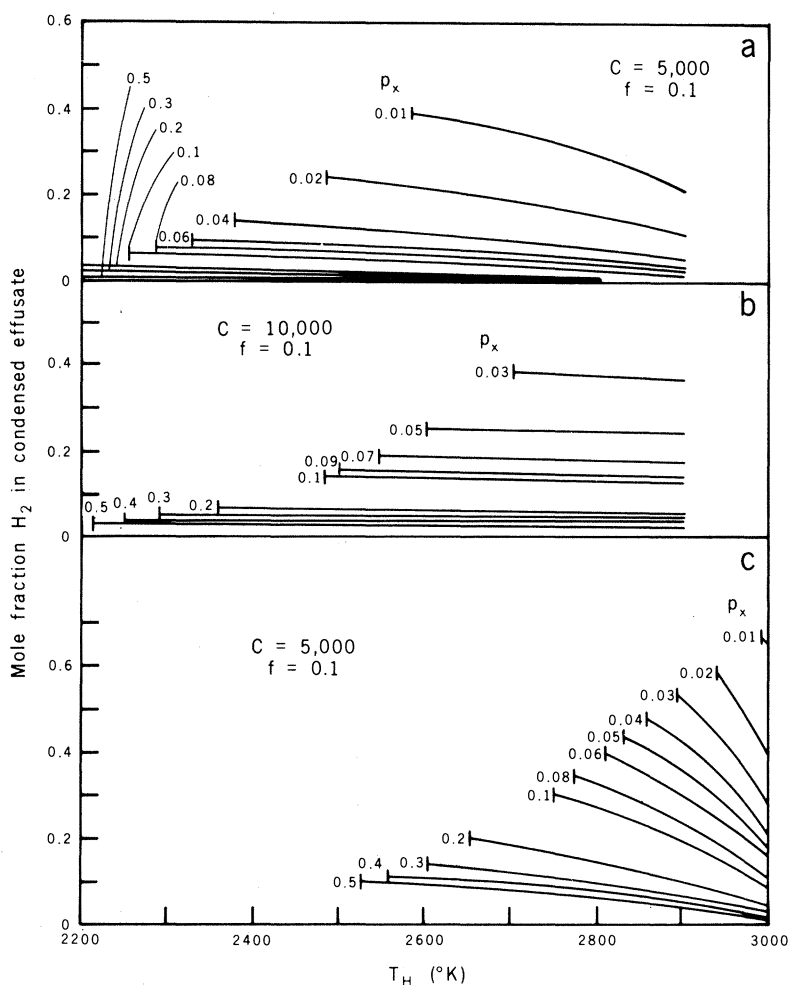 0.6
a
C = 5,000
f = 0.1
pₓ
0.5
0.3
0.2
0.1
0.08
0.01
0.02
0.04
0.06
0.4
0.2
0
b
C = 10,000
f = 0.1
pₓ
0.03
0.05
0.07
0.09
0.1
0.2
0.3
0.4
0.5
0.4
0.2
0
c
C = 5,000
f = 0.1
pₓ
0.01
0.02
0.03
0.04
0.05
0.06
0.08
0.1
0.2
0.3
0.4
0.5
0.6
0.4
0.2
0
2200 2400 2600 2800 3000
T_H (°K)
Mole fraction H₂ in condensed effusate